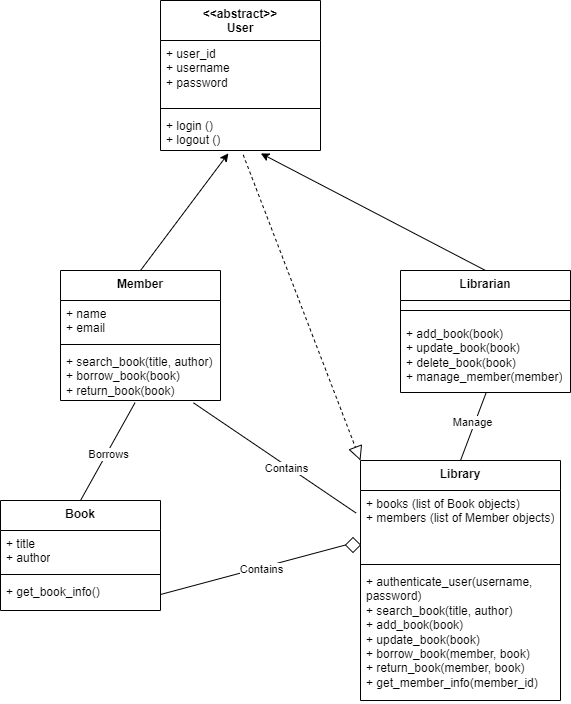 <<abstract>>
User
+ user_id
+ username
+ password
+ login ()
+ logout ()
Member
+ name
+ email
+ search_book(title, author)
+ borrow_book(book)
+ return_book(book)
Librarian
+ add_book(book)
+ update_book(book)
+ delete_book(book)
+ manage_member(member)
Manage
Borrows
Contains
Library
+ books (list of Book objects)
+ members (list of Member objects)
+ authenticate_user(username,
password)
+ search_book(title, author)
+ add_book(book)
+ update_book(book)
+ borrow_book(member, book)
+ return_book(member, book)
+ get_member_info(member_id)
Book
+ title
+ author
+ get_book_info()
Contains